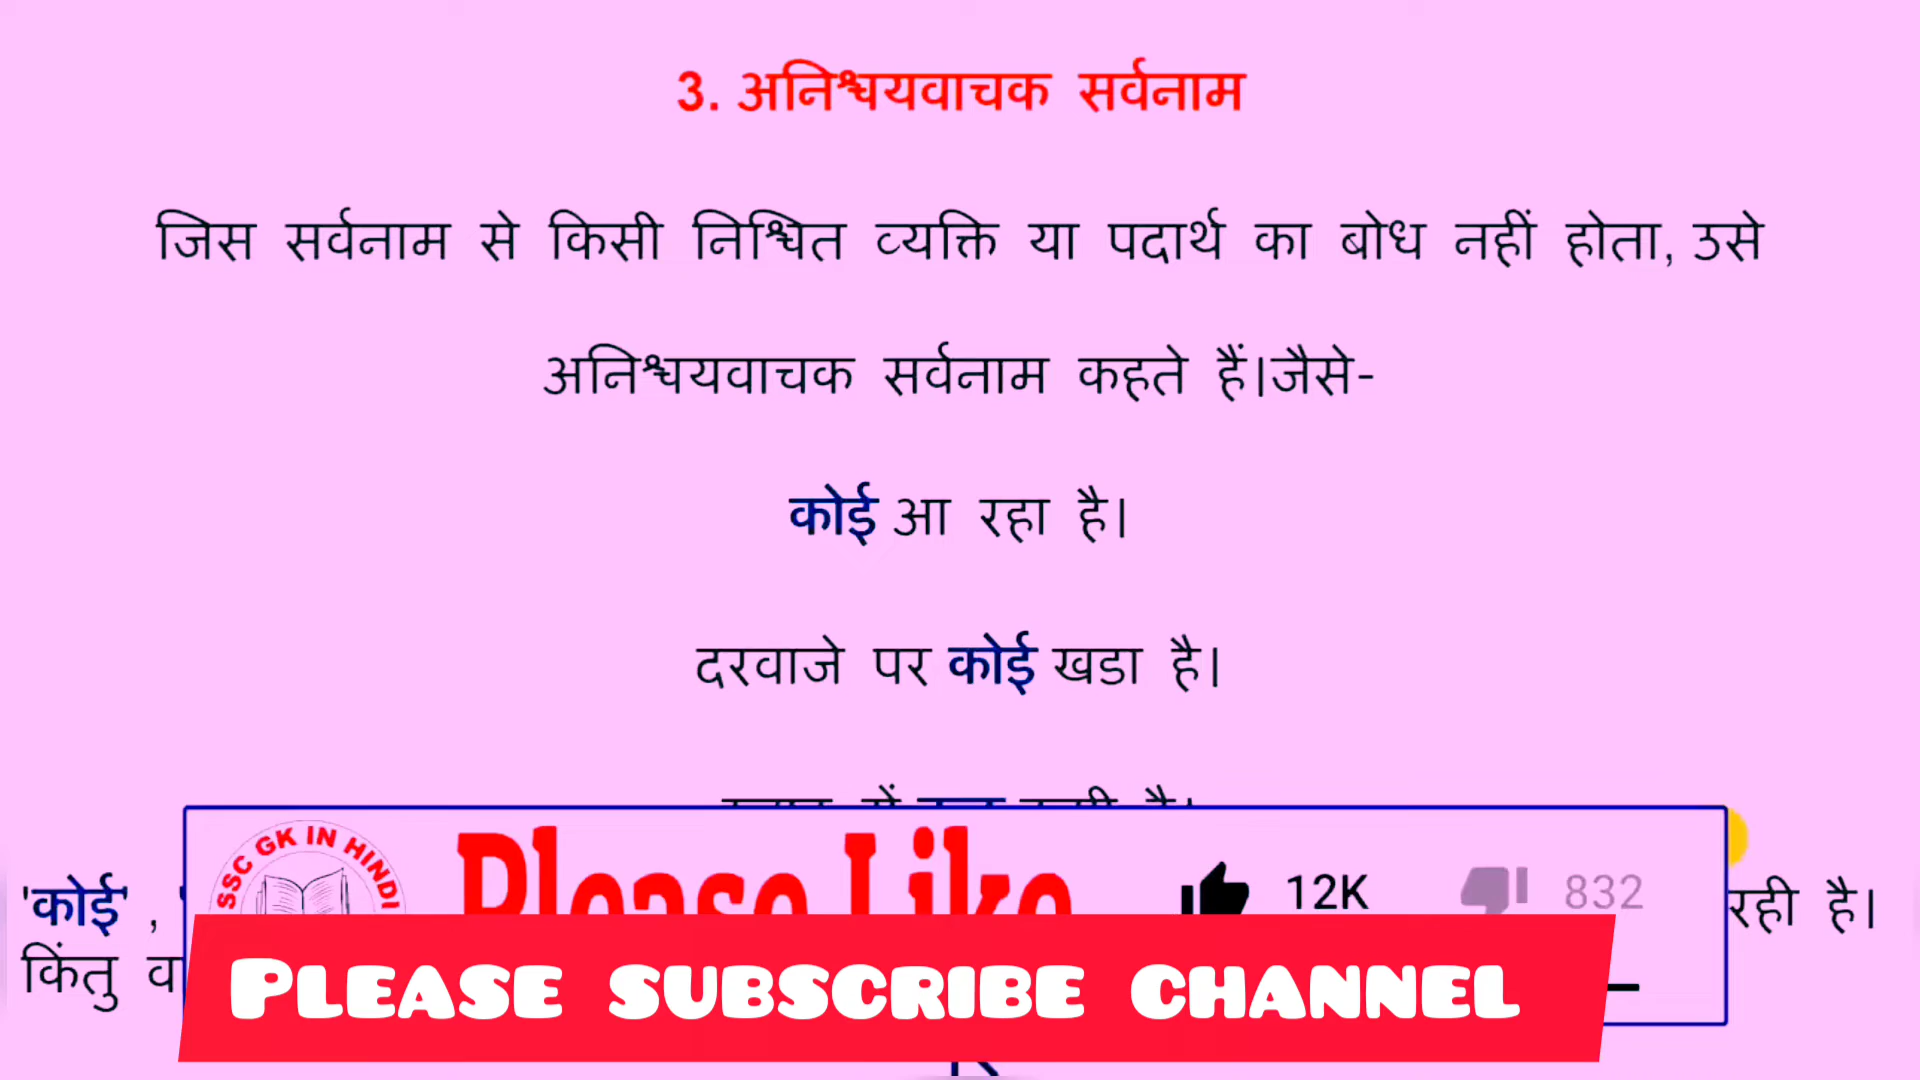 3. अनिश्चयवाचक सर्वनाम
जिस सर्वनाम से किसी निश्चित व्यक्ति या पदार्थ का बोध नहीं होता, उसे
अनिश्चयवाचक सर्वनाम कहते हैं।जैसे-
कोई आ रहा है।
दरवाजे पर कोई खडा है।
SSC GK IN HINDI
Please Like
12K
832
'कोई' ,
रही है।
किंतु
PLEASE SUBSCRIBE CHANNEL